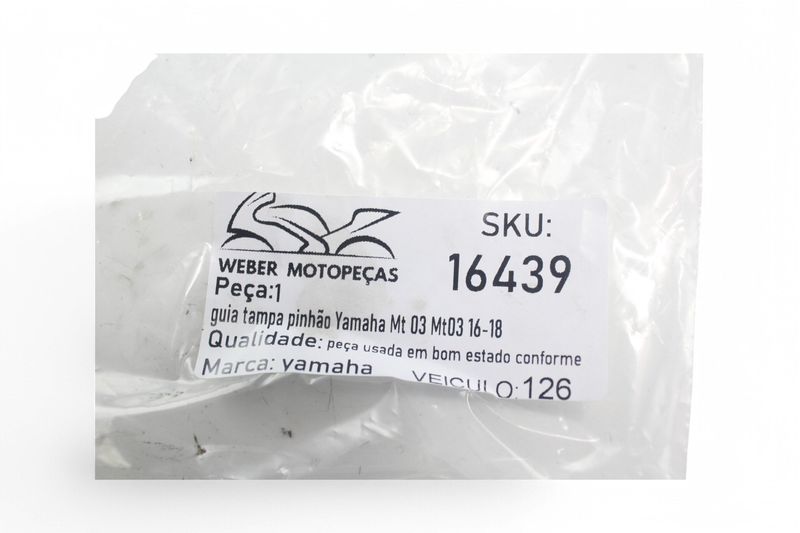 WEBER MOTOPEÇAS
SKU:
16439
Peça:1
guia tampa pinhão Yamaha Mt 03 Mt03 16-18
Qualidade: peça usada em bom estado conforme
Marca: yamaha VEICULO: 126